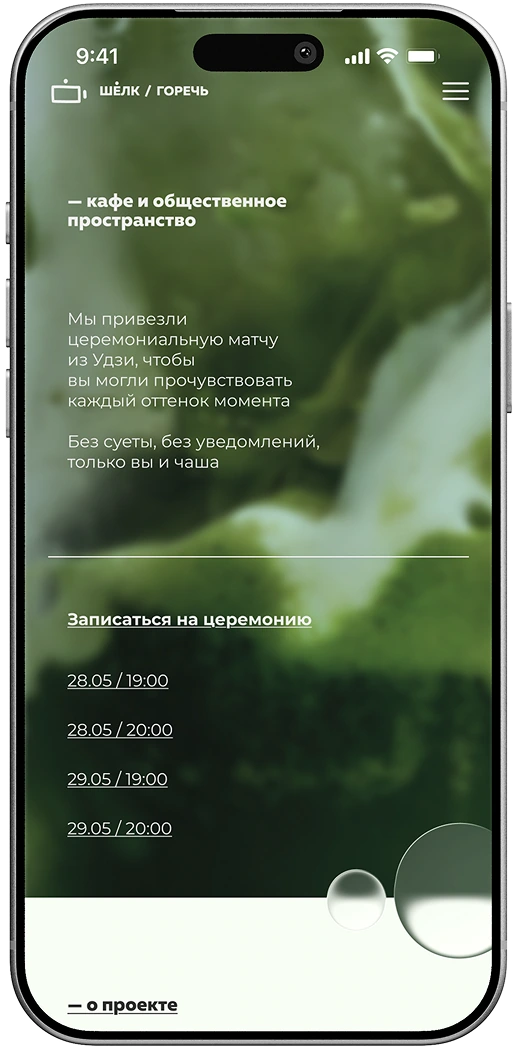 9:41
ШЁЛК / ГОРЕЧЬ
— кафе и общественное
пространство
Мы привезли
церемониальную матчу
из Удзи, чтобы
вы могли прочувствовать
каждый оттенок момента
Без суеты, без уведомлений,
только вы и чаша
Записаться на церемонию
28.05 / 19:00
28.05 / 20:00
29.05 / 19:00
29.05 / 20:00
— о проекте